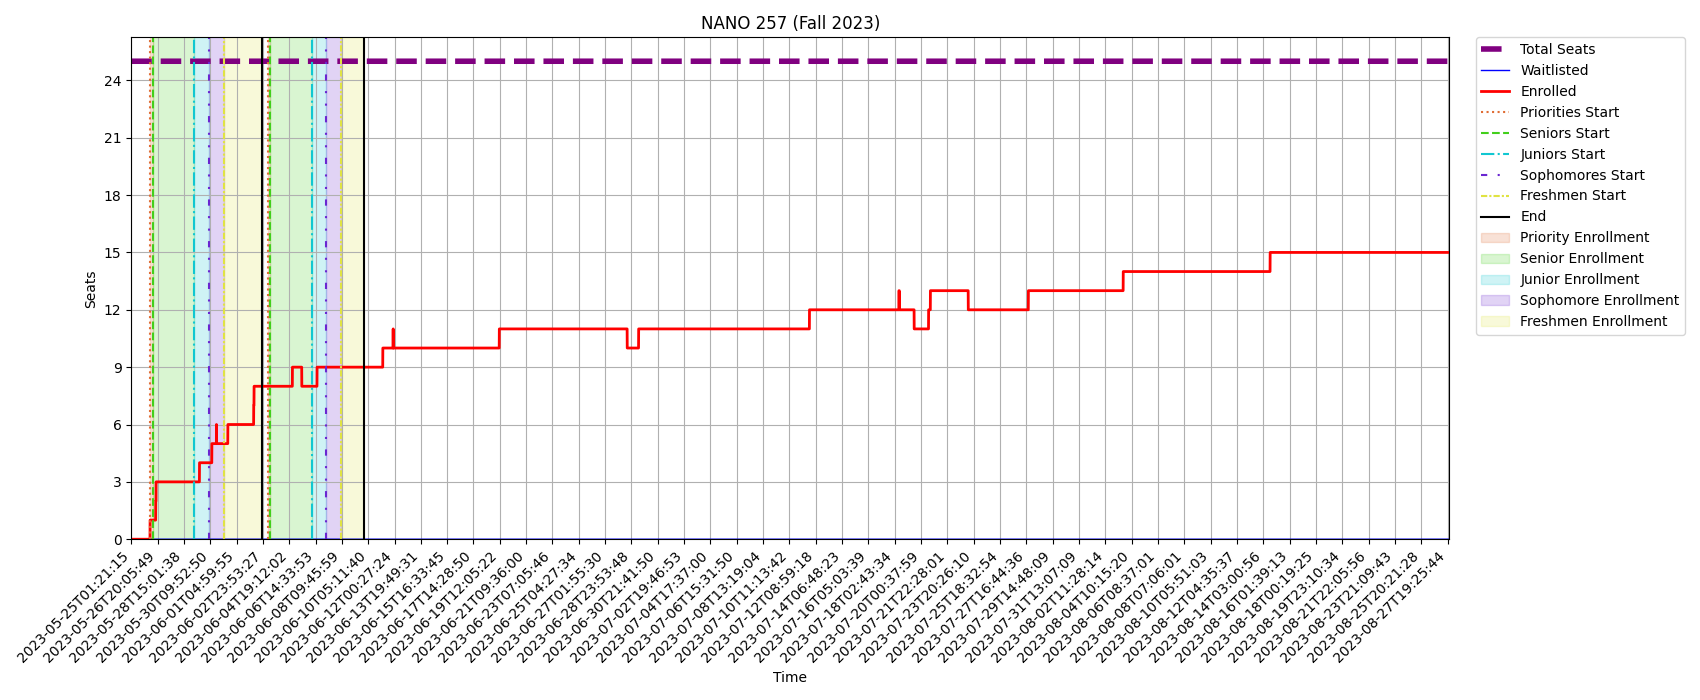 NANO 257 (Fall 2023)
Seats
24
21
18
15
12
9
6
3
0
2023-05-25T01:21:15
2023-05-26T20:05:49
2023-05-28T15:01:38
2023-05-30T09:52:50
2023-06-01T04:59:55
2023-06-02T23:53:27
2023-06-04T19:12:02
2023-06-06T14:33:53
2023-06-08T09:45:59
2023-06-10T05:11:40
2023-06-12T00:27:24
2023-06-13T19:49:31
2023-06-15T16:33:45
2023-06-17T14:28:50
2023-06-19T12:05:22
2023-06-21T09:36:00
2023-06-23T07:05:46
2023-06-25T04:27:34
2023-06-27T01:55:30
2023-06-28T23:53:48
2023-06-30T21:41:50
2023-07-02T19:46:53
2023-07-04T17:37:00
2023-07-06T15:31:50
2023-07-08T13:19:04
2023-07-10T11:13:42
2023-07-12T08:59:18
2023-07-14T06:48:23
2023-07-16T05:03:39
2023-07-18T02:43:34
2023-07-20T00:37:59
2023-07-21T22:28:01
2023-07-23T20:26:10
2023-07-25T18:32:54
2023-07-27T16:44:36
2023-07-29T14:48:09
2023-07-31T13:07:09
2023-08-02T11:28:14
2023-08-04T10:15:20
2023-08-06T08:37:01
2023-08-08T07:06:01
2023-08-10T05:51:03
2023-08-12T04:35:37
2023-08-14T03:00:56
2023-08-16T01:39:13
2023-08-18T00:19:25
2023-08-19T23:10:34
2023-08-21T22:05:56
2023-08-23T21:09:43
2023-08-25T20:21:28
2023-08-27T19:25:44
Time
Total Seats
Waitlisted
Enrolled
Priorities Start
Seniors Start
Juniors Start
Sophomores Start
Freshmen Start
End
Priority Enrollment
Senior Enrollment
Junior Enrollment
Sophomore Enrollment
Freshmen Enrollment